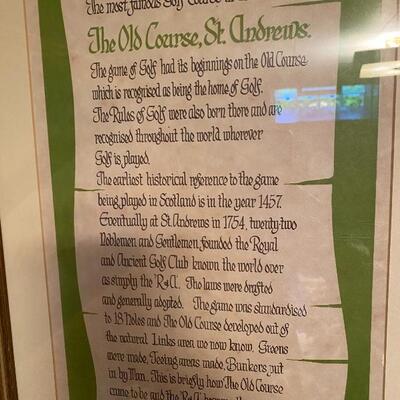 The most famous Golf Course in the
The Old Course, St. Andrews.
The game of Golf had its beginnings on the Old Course
which is recognised as being the home of Golf.
The Rules of Golf were also born there and are
recognised throughout the world wherever
Golf is played.
The earliest historical reference to the game
being played in Scotland is in the year 1457.
Eventually at St. Andrews in 1754, twenty-two
Noblemen and Gentlemen, founded the Royal
and Ancient Golf Club known the world over
as simply the 'R&A'. The laws were drafted
and generally adopted. The game was standardised
to 18 Holes and The Old Course developed out of
the natural Links area we now know. Greens
were made, Teeing areas made, Bunkers put
in by Man. This is briefly how The Old Course
came to be and the 'R&A' became the